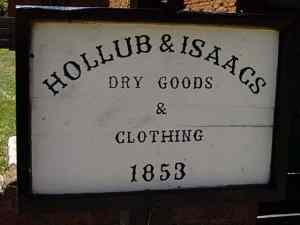 HOLLUB & ISAACS
DRY GOODS
&
CLOTHING
1853